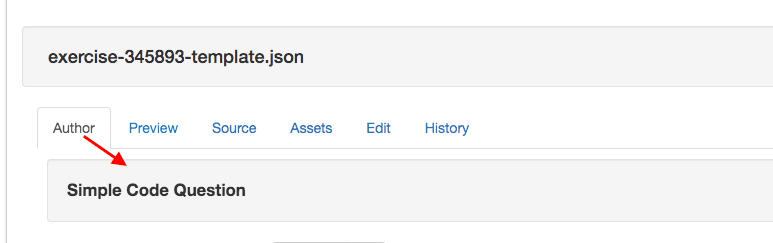 exercise-345893-template.json
Author Preview Source Assets Edit History
Simple Code Question